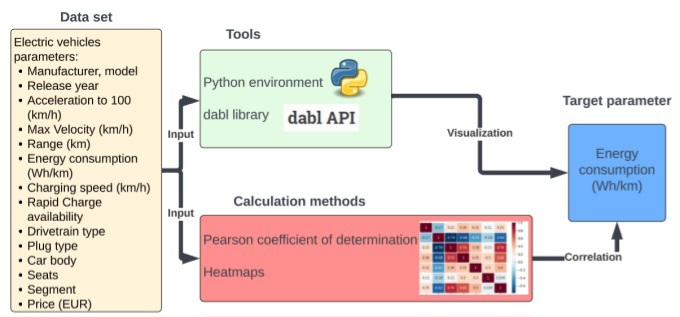 Data set
Electric vehicles
parameters:
• Manufacturer, model
• Release year
• Acceleration to 100
(km/h)
• Max Velocity (km/h)
• Range (km)
• Energy consumption
(Wh/km)
• Charging speed (km/h)
• Rapid Charge
availability
• Drivetrain type
• Plug type
• Car body
• Seats
• Segment
• Price (EUR)
Input
Input
Tools
Python environment
dabl library
dabl API
Calculation methods
Pearson coefficient of determination
Heatmaps
Visualization
Correlation
Target parameter
Energy
consumption
(Wh/km)